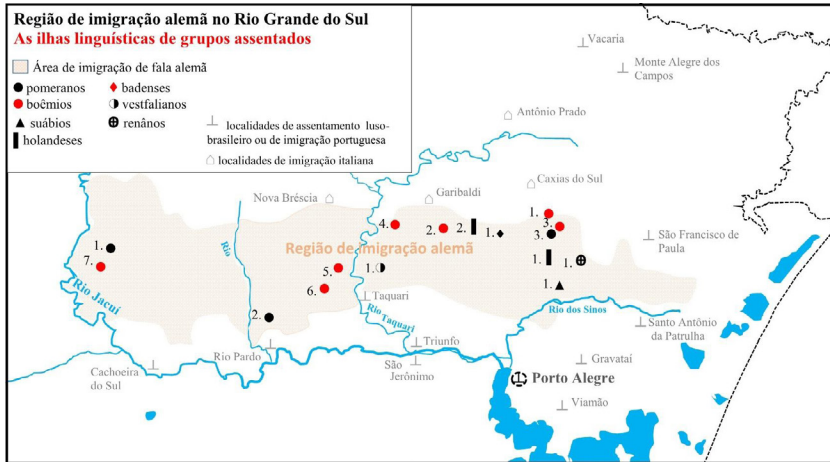 Região de imigração alemã no Rio Grande do Sul
As ilhas linguísticas de grupos assentados
Área de imigração de fala alemã
pomeranos
badenses
boêmios
vestfalianos
suábios
renânos
holandeses
localidades de assentamento luso-
brasileiro ou de imigração portuguesa
localidades de imigração italiana
Vacaria
Monte Alegre dos
Campos
Antônio Prado
Caxias do Sul
Nova Bréscia
Garibaldi
São Francisco de
Paula
1.
3.
4.
2.
2.
1.
3.
Região de imigração alemã
1.
7.
5.
6.
1.
1.
1.
1.
2.
Rio
Rio Jacuí
Taquari
Rio Taquari
Rio dos Sinos
Santo Antônio
da Patrulha
Rio Pardo
Triunfo
Cachoeira
do Sul
São
Jerônimo
Gravataí
Porto Alegre
Viamão